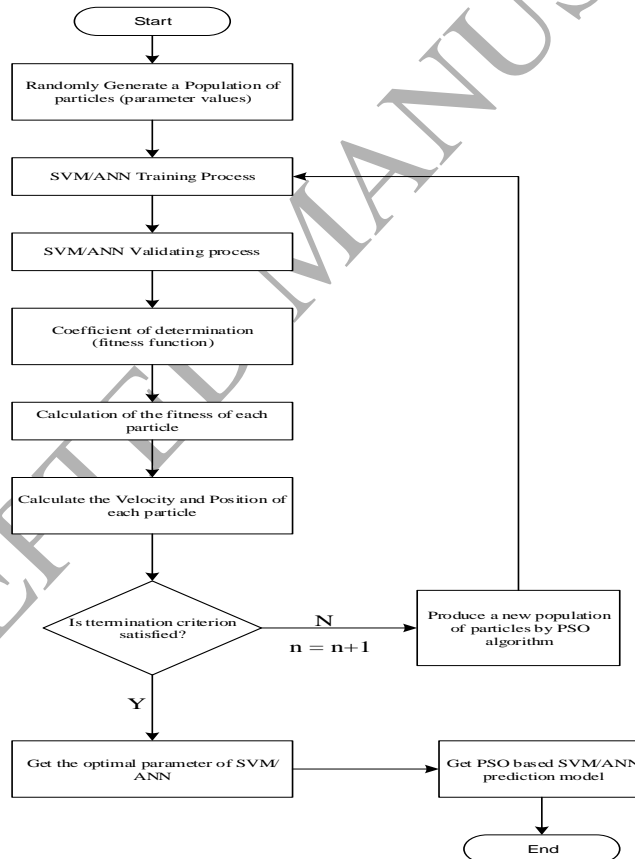 Start
Randomly Generate a Population of
particles (parameter values)
SVM/ANN Training Process
SVM/ANN Validating process
Coefficient of determination
(fitness function)
Calculation of the fitness of each
particle
Calculate the Velocity and Position of
each particle
Is ttermination criterion
satisfied?
N
n = n+1
Produce a new population
of particles by PSO
algorithm
Y
Get the optimal parameter of SVM/
ANN
Get PSO based SVM/ANN
prediction model
End